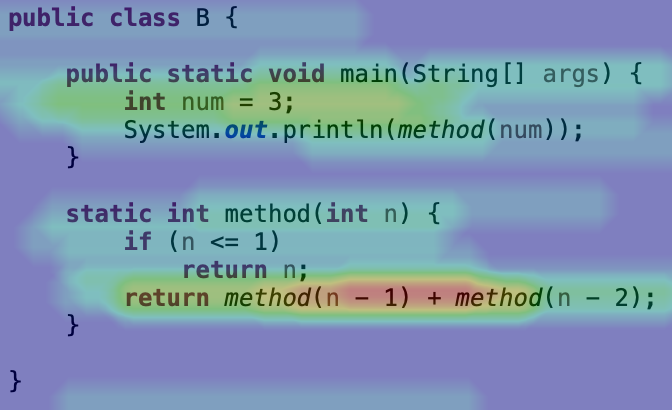 public class B {
public static void main(String[] args) {
int num = 3;
System.out.println(method(num));
}
static int method(int n) {
if (n <= 1)
return n;
return method(n - 1) + method(n - 2);
}
}